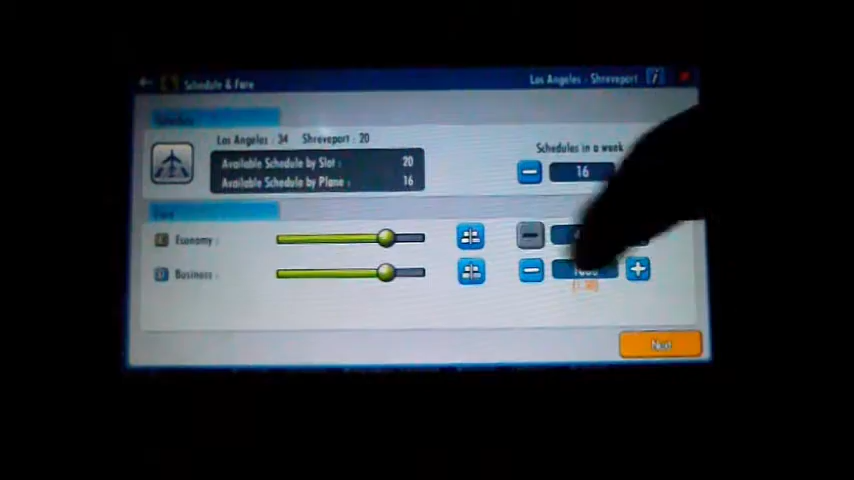 Schedule & Fare
Los Angeles - Shreveport
Los Angeles : 34 Shreveport : 20
Schedules in a week
Available Schedule by Slot : 20
16
Available Schedule by Plane : 16
Economy :
Business :
Next